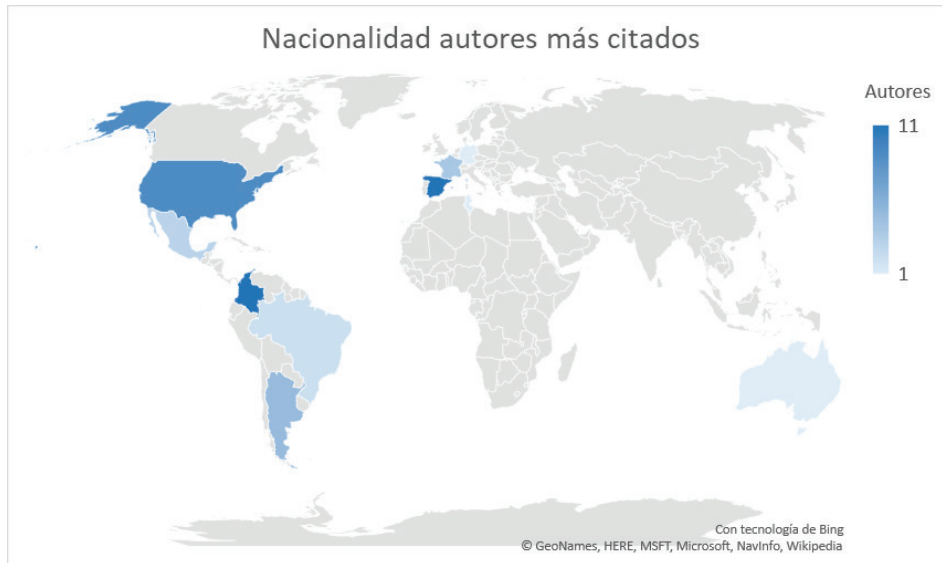 Nacionalidad autores más citados
Autores
11
1
Con tecnología de Bing
© GeoNames, HERE, MSFT, Microsoft, NavInfo, Wikipedia